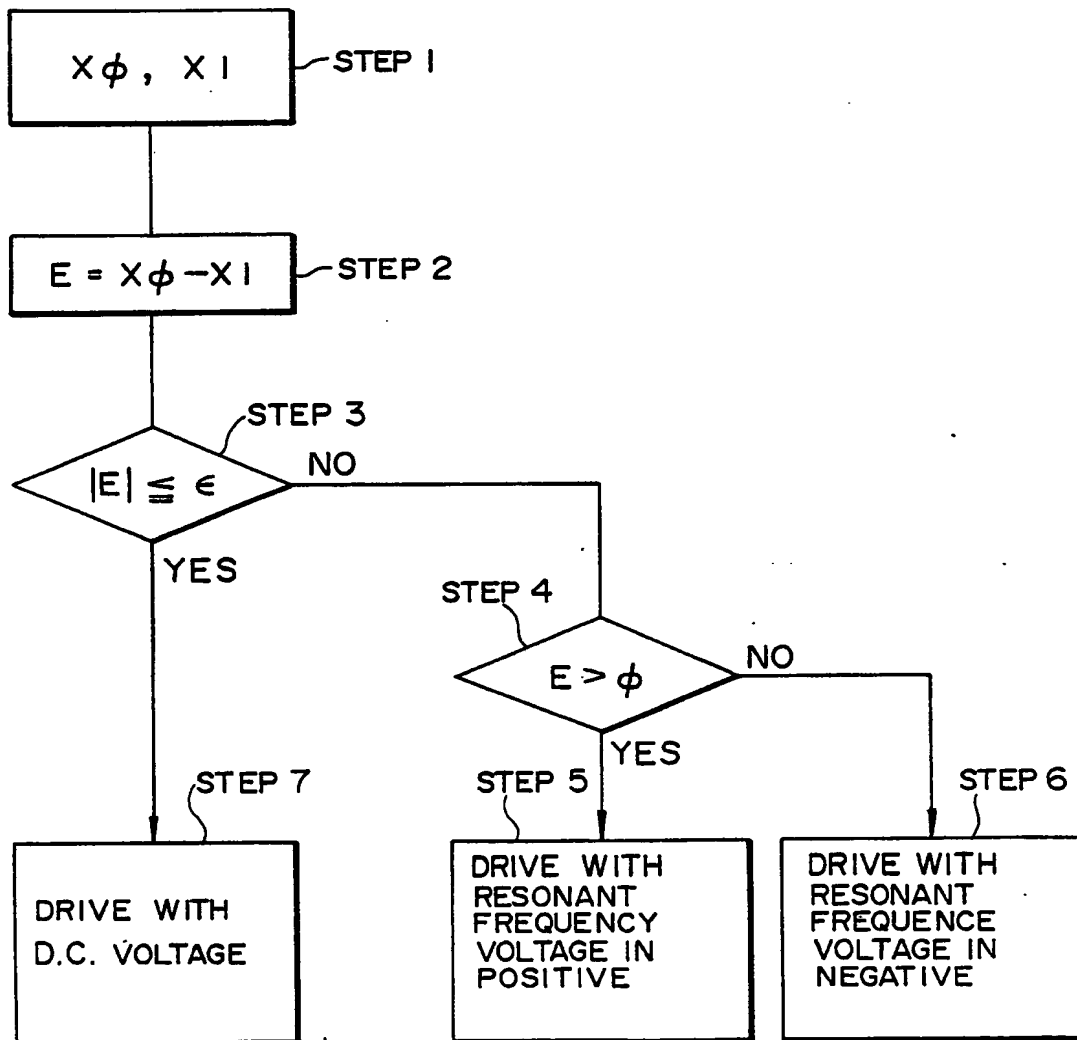 Xϕ, X1
STEP 1
E = Xϕ-X1
STEP 2
STEP 3
|E| ≦ ϵ
NO
YES
STEP 4
E > ϕ
NO
YES
STEP 7
STEP 5
STEP 6
DRIVE WITH
D.C. VOLTAGE
DRIVE WITH
RESONANT
FREQUENCY
VOLTAGE IN
POSITIVE
DRIVE WITH
RESONANT
FREQUENCE
VOLTAGE IN
NEGATIVE